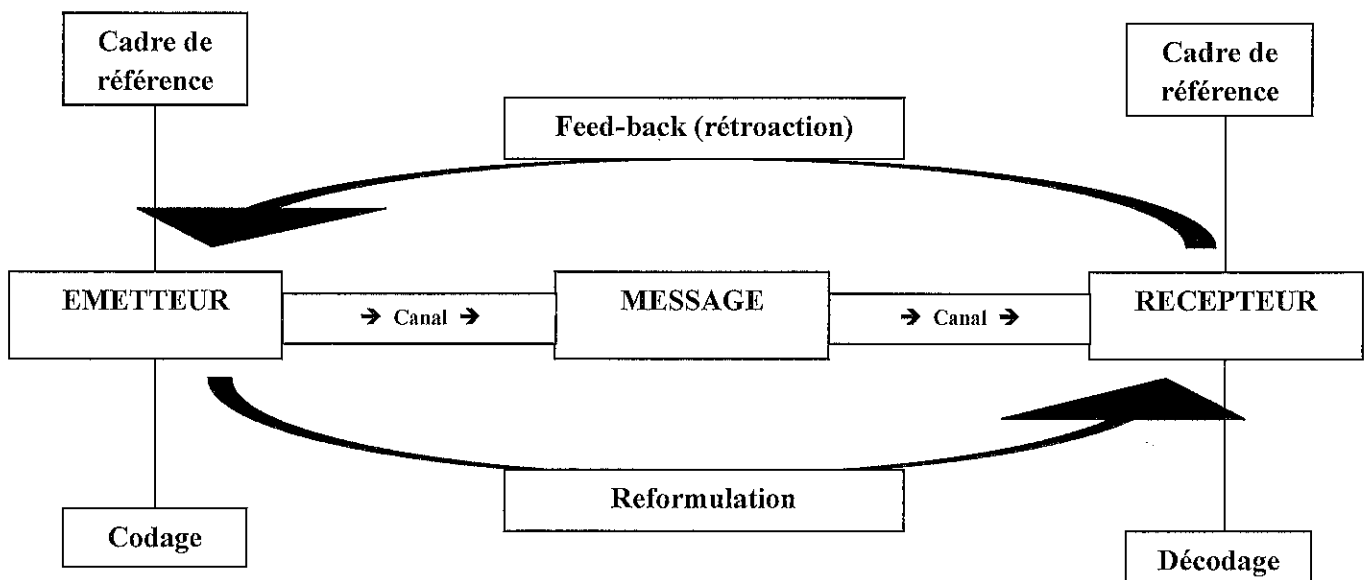 Cadre de
référence
Cadre de
référence
Feed-back (rétroaction)
EMETTEUR
➔ Canal ➔
MESSAGE
➔ Canal ➔
RECEPTEUR
Reformulation
Codage
Décodage